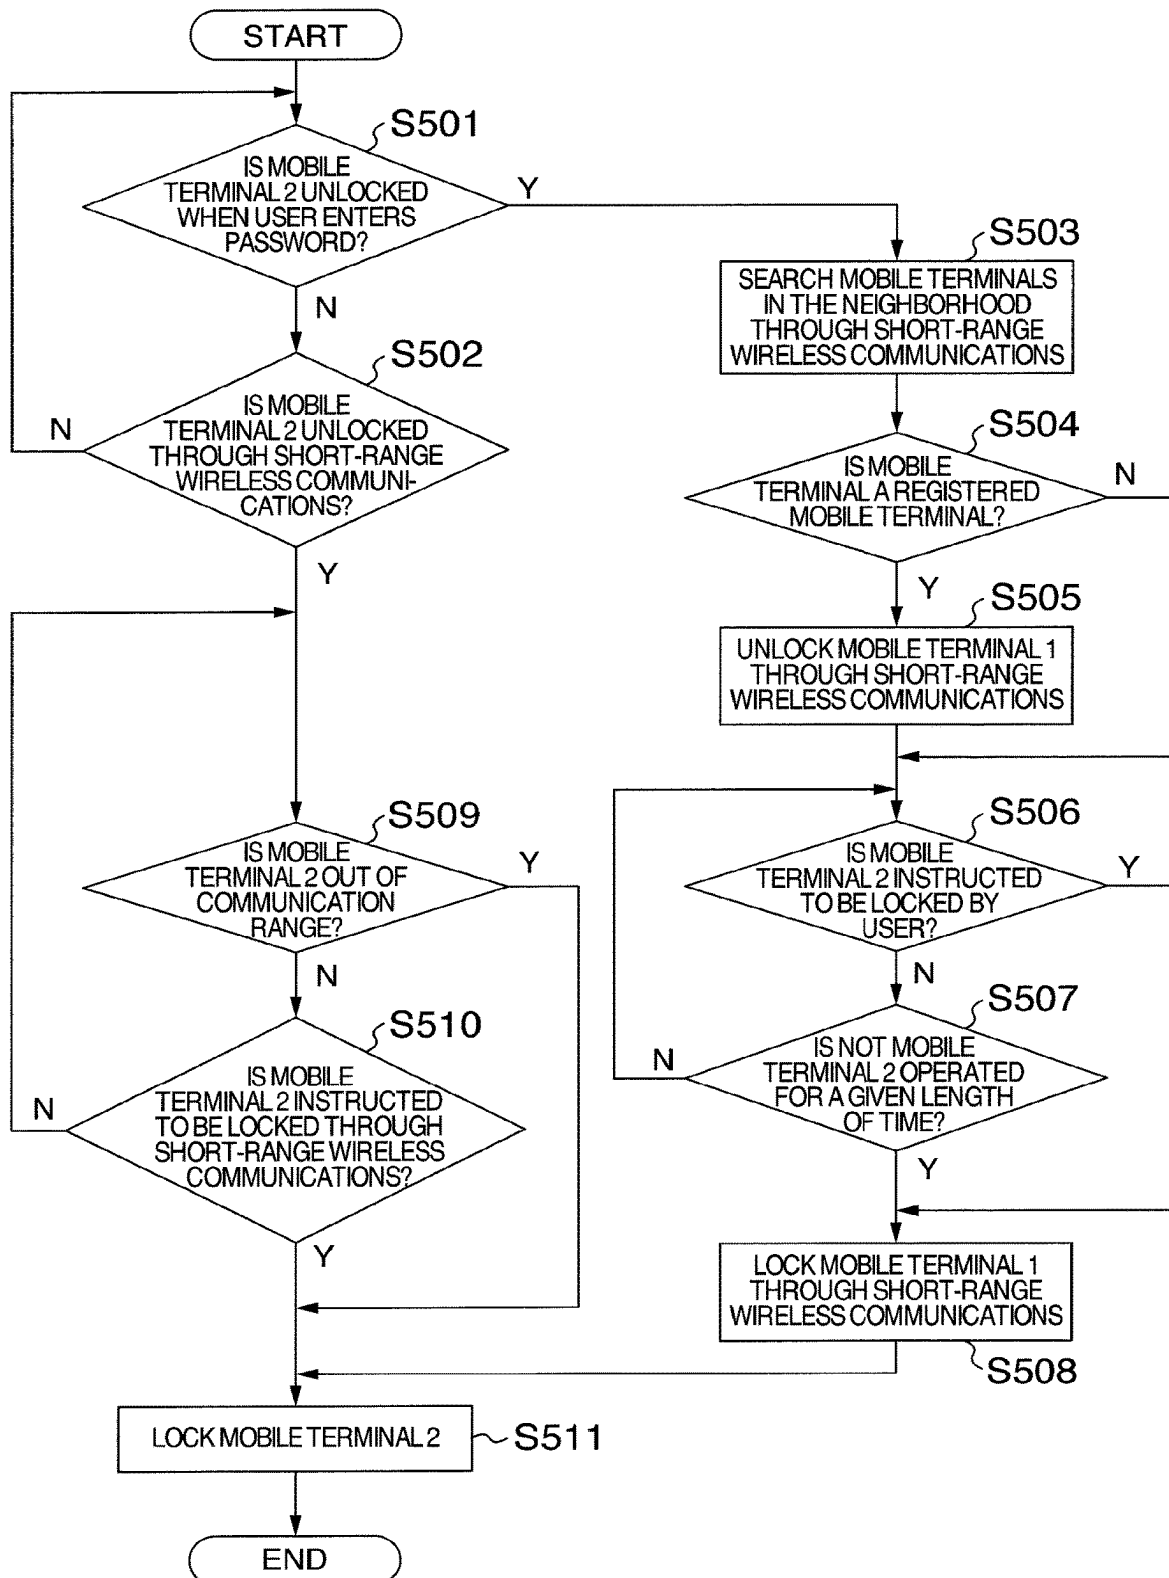 START
S501
IS MOBILE
TERMINAL 2 UNLOCKED
WHEN USER ENTERS
PASSWORD?
Y
N
S502
IS MOBILE
TERMINAL 2 UNLOCKED
THROUGH SHORT-RANGE
WIRELESS COMMUNI-
CATIONS?
N
Y
S503
SEARCH MOBILE TERMINALS
IN THE NEIGHBORHOOD
THROUGH SHORT-RANGE
WIRELESS COMMUNICATIONS
S504
IS MOBILE
TERMINAL A REGISTERED
MOBILE TERMINAL?
N
Y
S505
UNLOCK MOBILE TERMINAL 1
THROUGH SHORT-RANGE
WIRELESS COMMUNICATIONS
S506
IS MOBILE
TERMINAL 2 INSTRUCTED
TO BE LOCKED BY
USER?
Y
N
S507
IS NOT MOBILE
TERMINAL 2 OPERATED
FOR A GIVEN LENGTH
OF TIME?
N
Y
LOCK MOBILE TERMINAL 1
THROUGH SHORT-RANGE
WIRELESS COMMUNICATIONS
S508
S509
IS MOBILE
TERMINAL 2 OUT OF
COMMUNICATION
RANGE?
Y
N
S510
IS MOBILE
TERMINAL 2 INSTRUCTED
TO BE LOCKED THROUGH
SHORT-RANGE WIRELESS
COMMUNICATIONS?
N
Y
LOCK MOBILE TERMINAL 2
S511
END